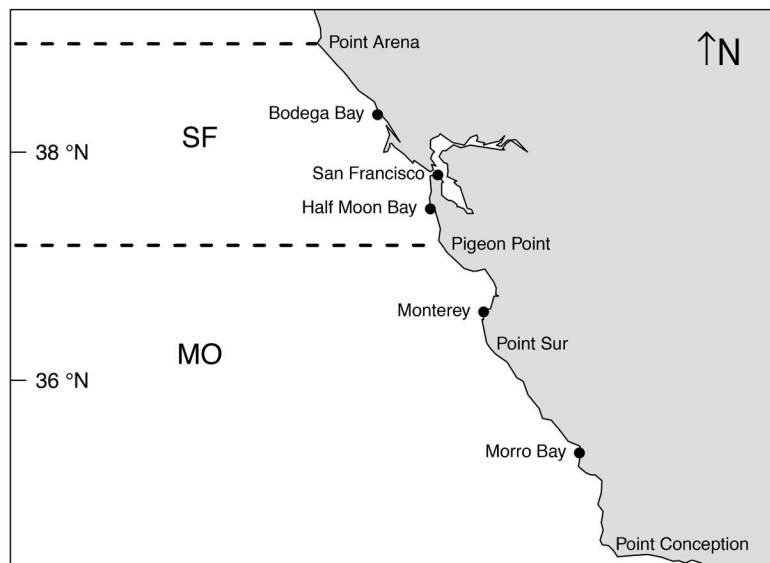 Point Arena
↑N
Bodega Bay
SF
38 °N
San Francisco
Half Moon Bay
Pigeon Point
Monterey
Point Sur
MO
36 °N
Morro Bay
Point Conception